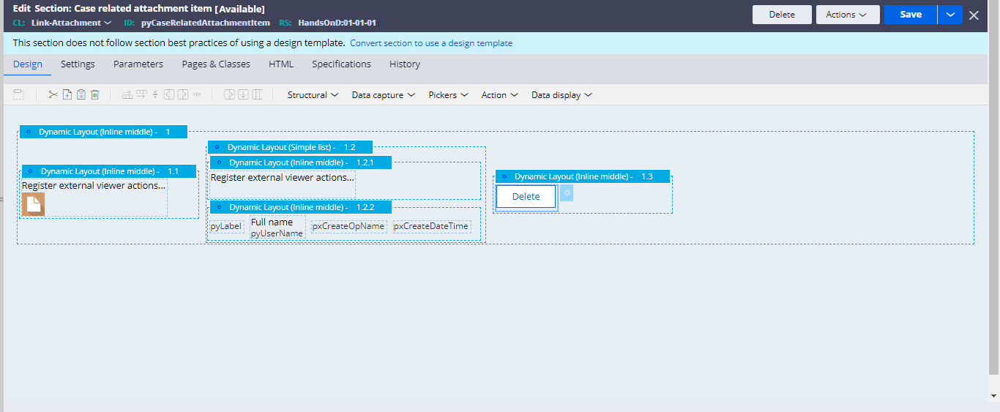 Edit Section: Case related attachment item [Available]
CL: Link-Attachment ID: pyCaseRelatedAttachmentItem RS: HandsOnD:01-01-01
Delete Actions Save
This section does not follow section best practices of using a design template. Convert section to use a design template
Design Settings Parameters Pages & Classes HTML Specifications History
Structural Data capture Pickers Action Data display
Dynamic Layout (Inline middle) - 1
Dynamic Layout (Simple list) - 1.2
Dynamic Layout (Inline middle) - 1.2.1
Dynamic Layout (Inline middle) - 1.1
Register external viewer actions...
Register external viewer actions...
Dynamic Layout (Inline middle) - 1.3
Delete
Dynamic Layout (Inline middle) - 1.2.2
pyLabel Full name pxCreateOpName pxCreateDateTime
pyUserName